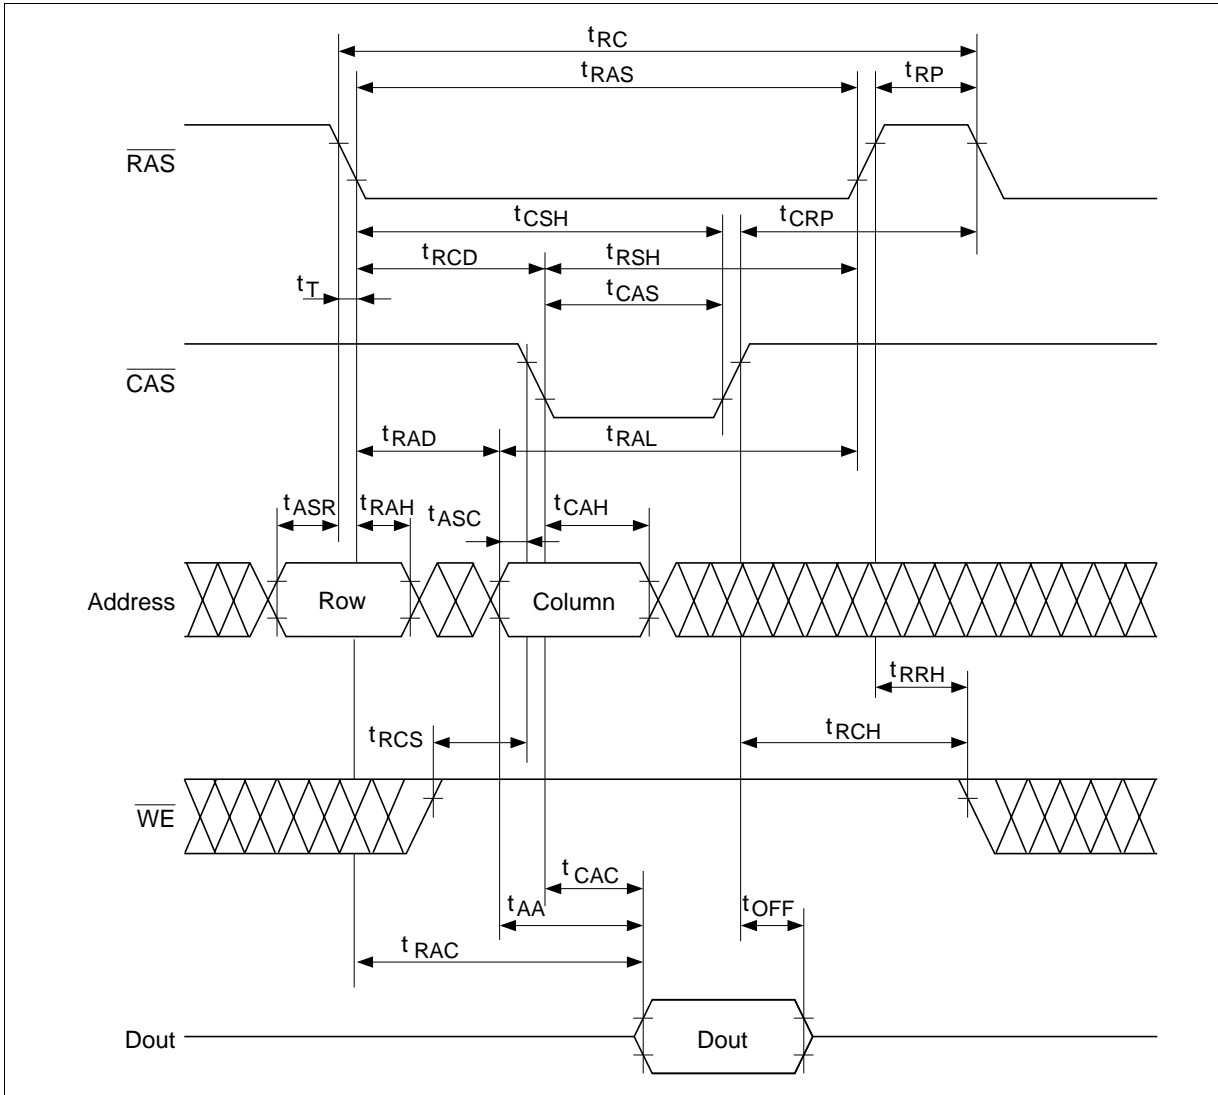 tRC
tRAS
tRP
RAS
tCSH
tCRP
tRCD
tRSH
tT
tCAS
CAS
tRAD
tRAL
tASR
tRAH
tASC
tCAH
Address
Row
Column
tRRH
tRCS
tRCH
WE
tCAC
tAA
tOFF
tRAC
Dout
Dout